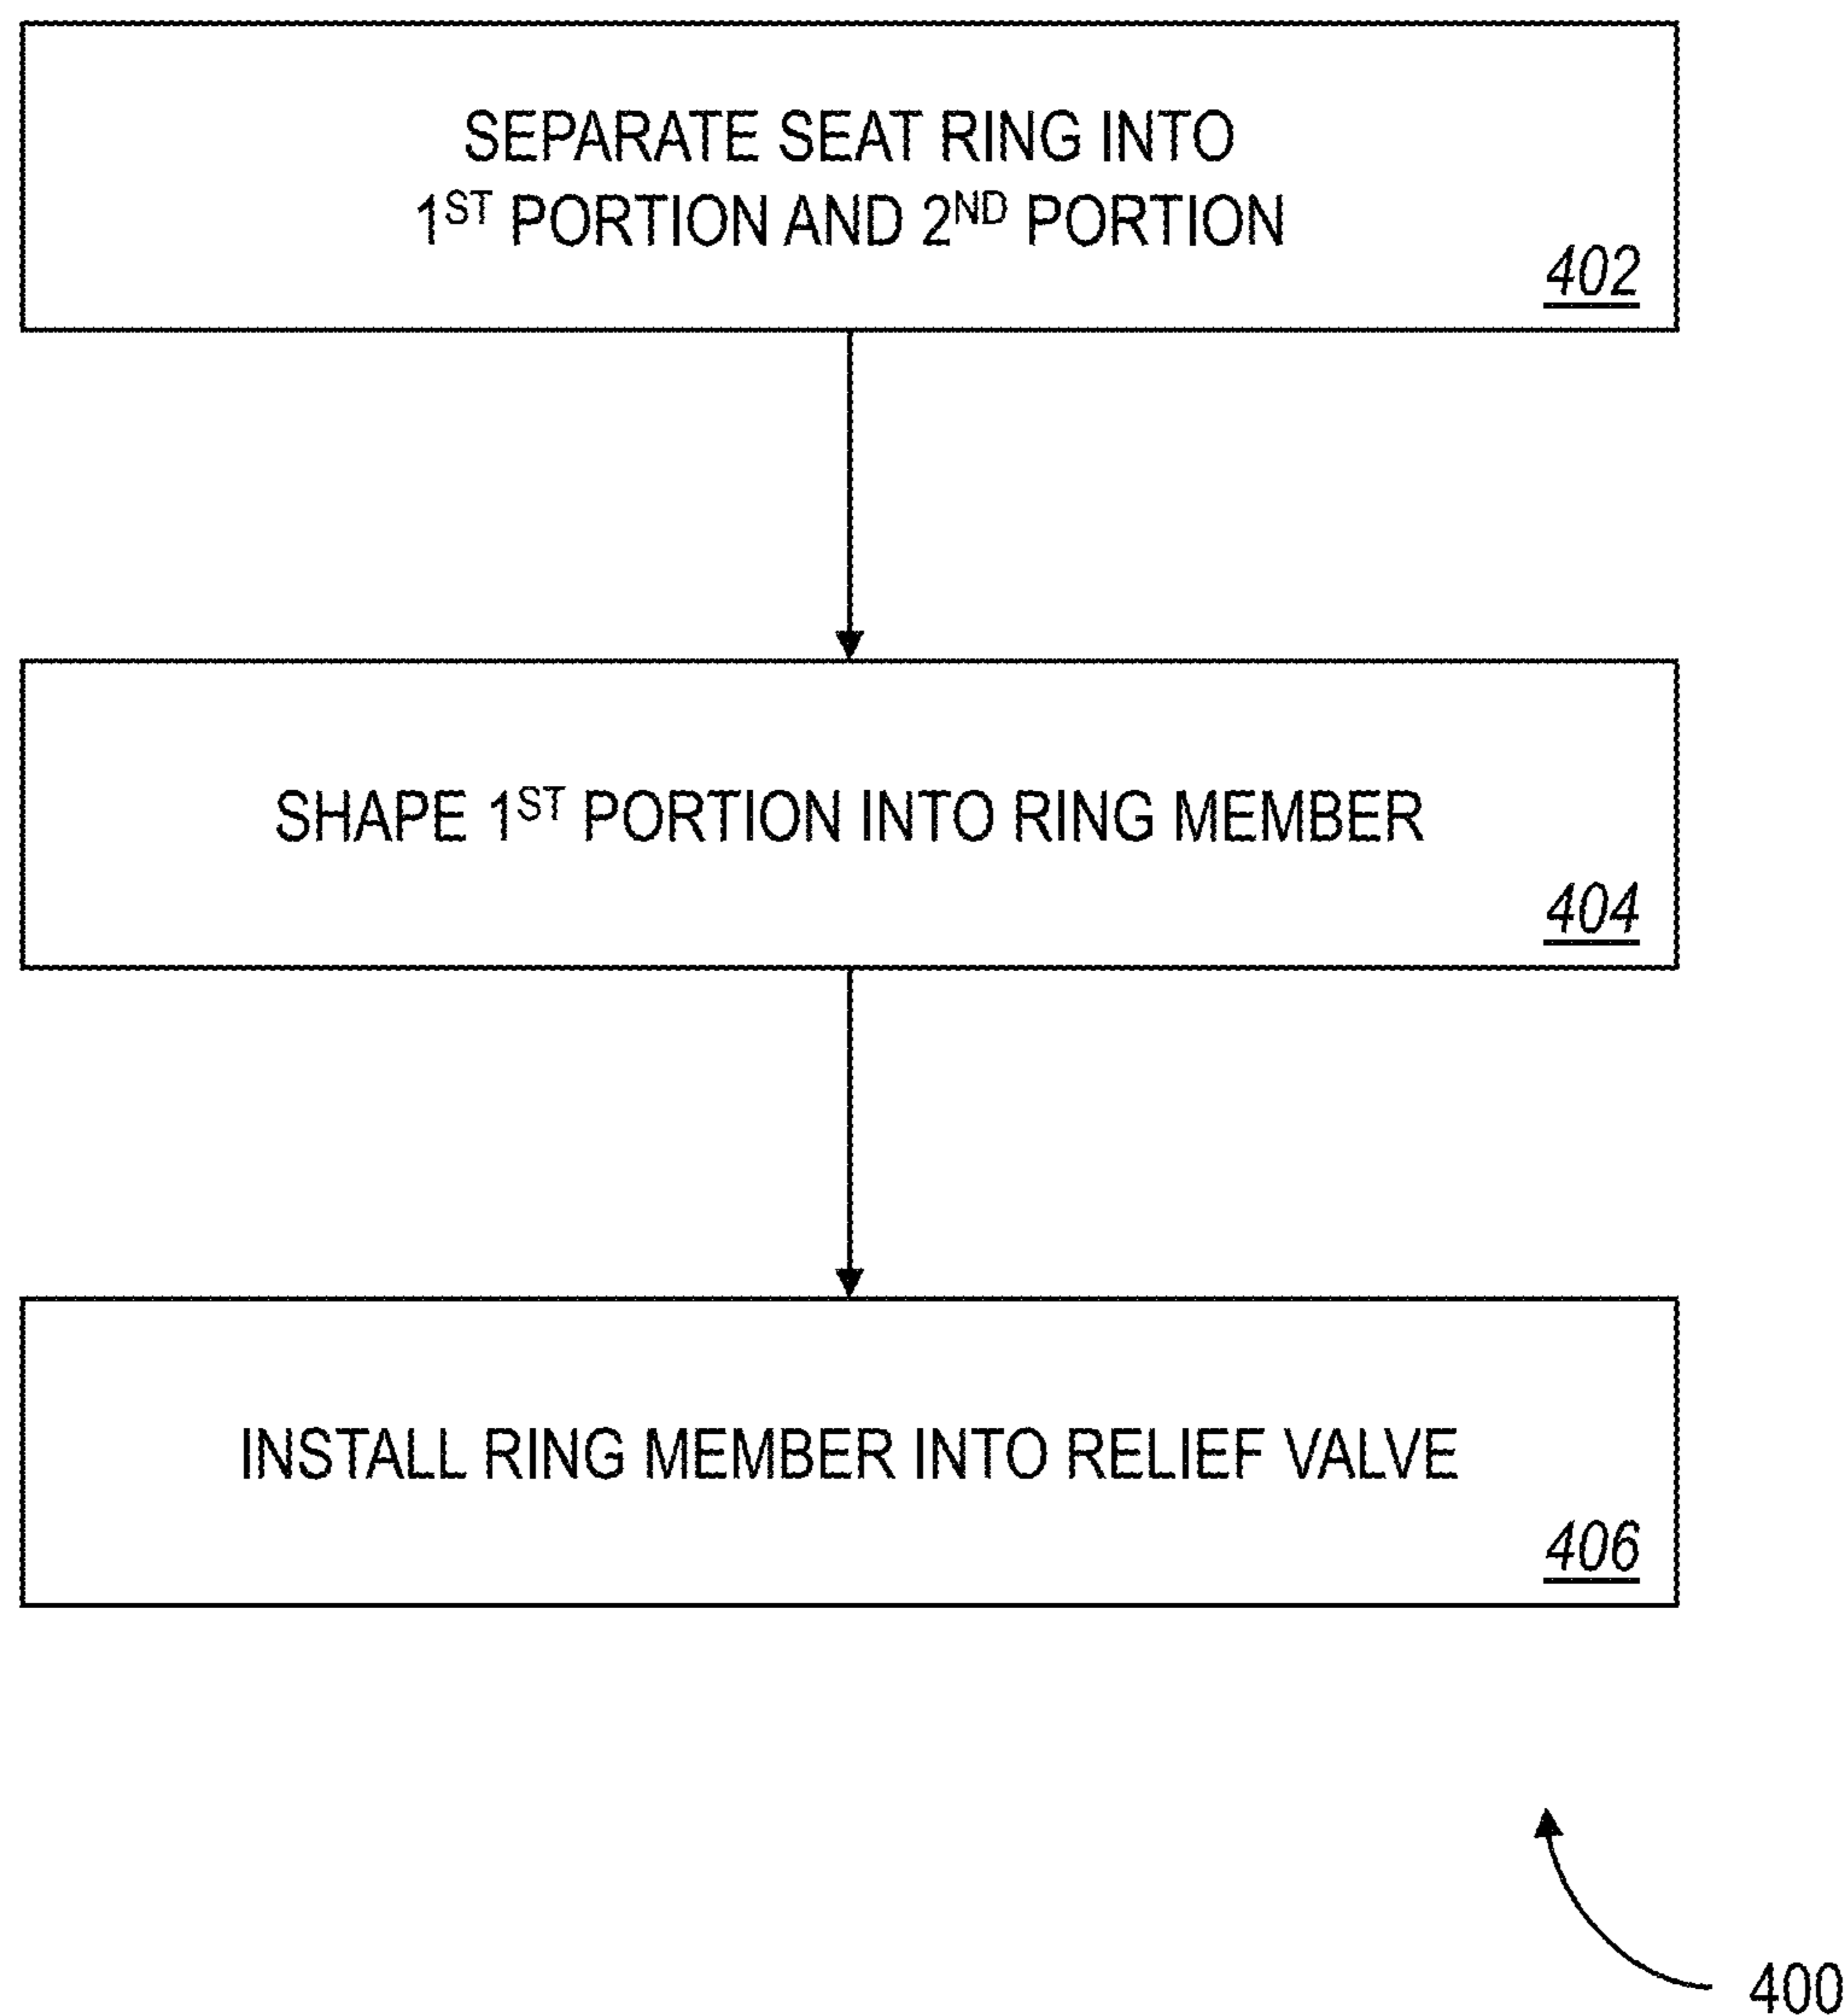 SEPARATE SEAT RING INTO
1ST PORTION AND 2ND PORTION
402
SHAPE 1ST PORTION INTO RING MEMBER
404
INSTALL RING MEMBER INTO RELIEF VALVE
406
400